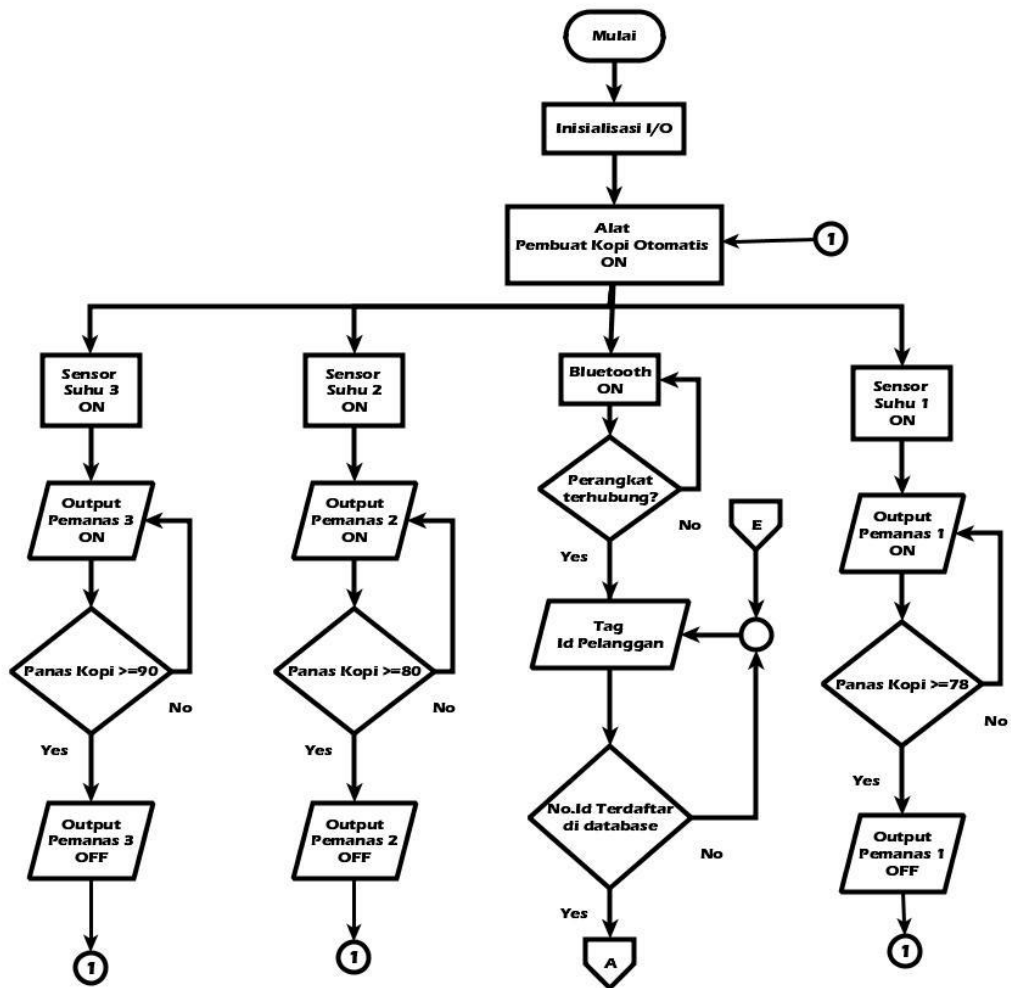 Mulai
Inisialisasi I/O
Alat
Pembuat Kopi Otomatis
ON
1
Sensor
Suhu 3
ON
Output
Pemanas 3
ON
Panas Kopi >=90
No
Yes
Output
Pemanas 3
OFF
1
Sensor
Suhu 2
ON
Output
Pemanas 2
ON
Panas Kopi >=80
No
Yes
Output
Pemanas 2
OFF
1
Bluetooth
ON
Perangkat
terhubung?
No
Yes
E
Tag
Id Pelanggan
No.Id Terdaftar
di database
No
Yes
A
Sensor
Suhu 1
ON
Output
Pemanas 1
ON
Panas Kopi >=78
No
Yes
Output
Pemanas 1
OFF
1